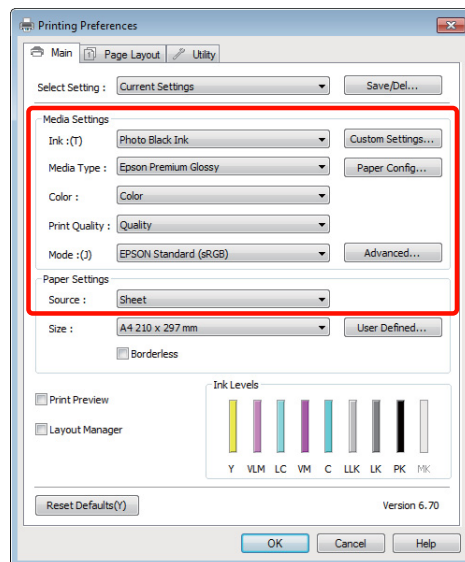 Printing Preferences
Main Page Layout Utility
Select Setting : Current Settings Save/Del...
Media Settings
Ink :(T) Photo Black Ink Custom Settings...
Media Type : Epson Premium Glossy Paper Config...
Color : Color
Print Quality : Quality
Mode :(J) EPSON Standard (sRGB) Advanced...
Paper Settings
Source : Sheet
Size : A4 210 x 297 mm User Defined...
Borderless
Print Preview
Layout Manager
Ink Levels
Y VLM LC VM C LLK LK PK MK
Reset Defaults(Y) Version 6.70
OK Cancel Help